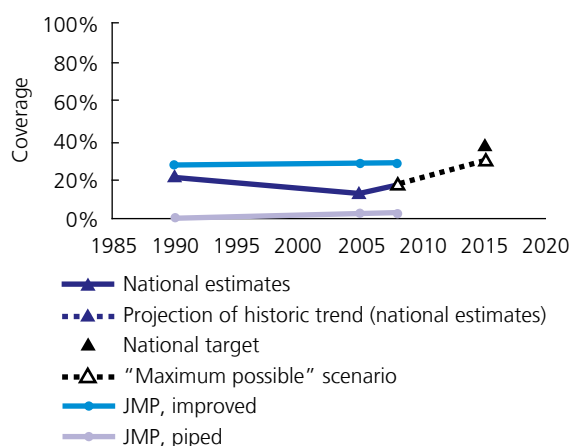 100%
80%
Coverage
60%
40%
20%
0%
1985 1990 1995 2000 2005 2010 2015 2020
National estimates
Projection of historic trend (national estimates)
National target
“Maximum possible” scenario
JMP, improved
JMP, piped